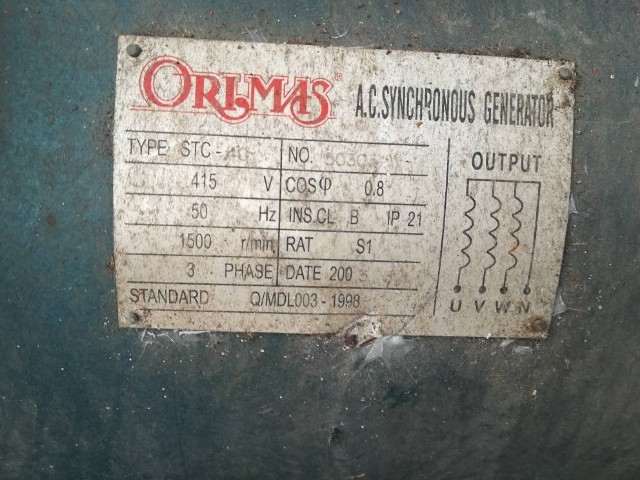 ORIMAS® A.C.SYNCHRONOUS GENERATOR
TYPE STC- NO.
415 V COSφ 0.8
50 Hz INS.CL B IP 21
1500 r/min RAT S1
3 PHASE DATE 200
STANDARD Q/MDL003-1998
OUTPUT
U V W N